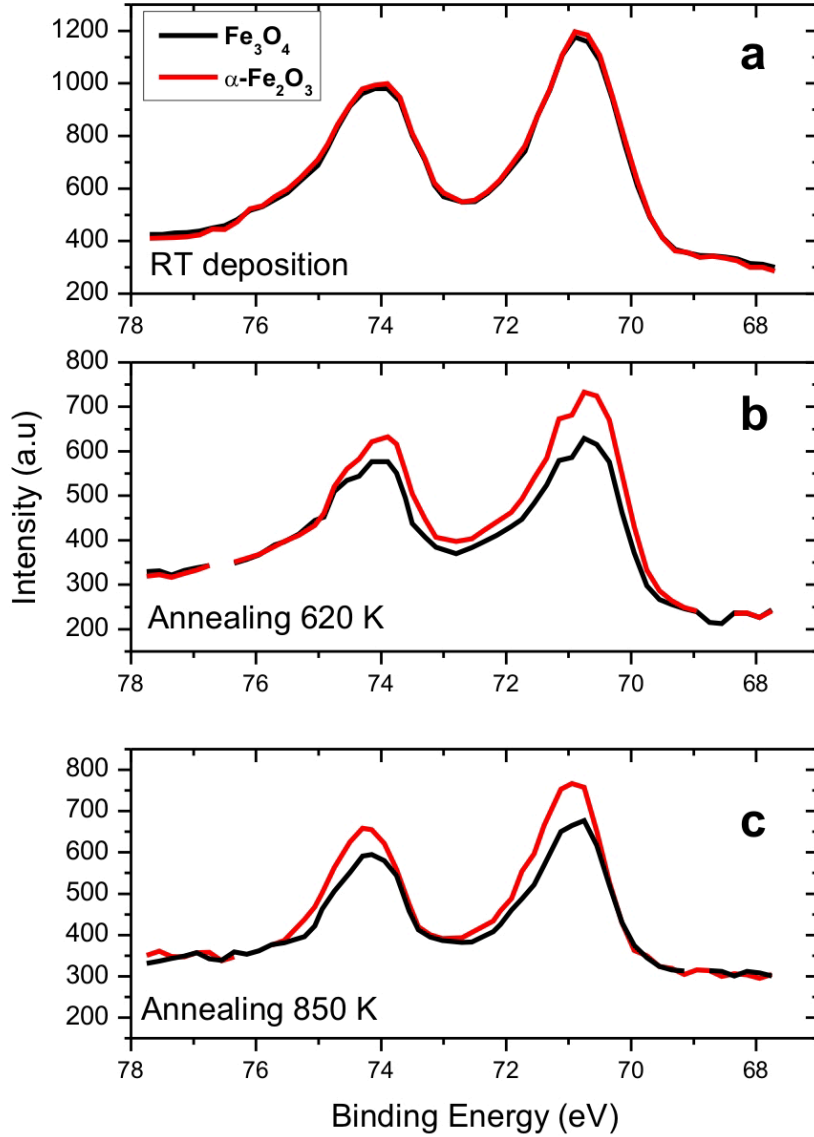 Fe3O4
α-Fe2O3
a
1200
1000
800
600
400
200
RT deposition
78 76 74 72 70 68
b
800
700
600
500
400
300
200
Annealing 620 K
78 76 74 72 70 68
Intensity (a.u)
c
800
700
600
500
400
300
200
Annealing 850 K
78 76 74 72 70 68
Binding Energy (eV)